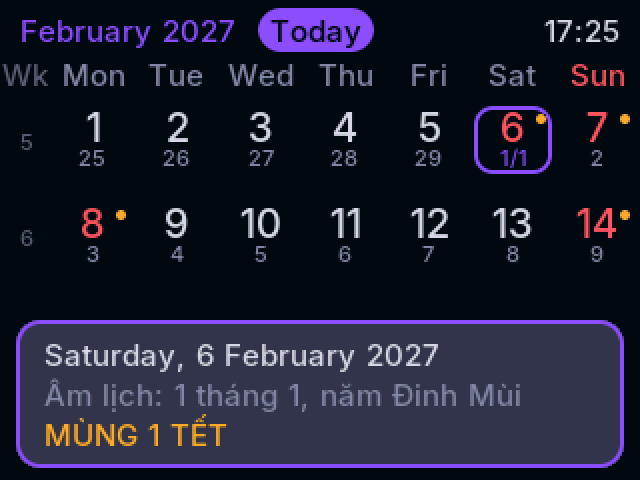 February 2027 Today 17:25
Wk Mon Tue Wed Thu Fri Sat Sun
5 1 2 3 4 5 6 7
25 26 27 28 29 1/1 2
6 8 9 10 11 12 13 14
3 4 5 6 7 8 9
Saturday, 6 February 2027
Âm lịch: 1 tháng 1, năm Đinh Mùi
MÙNG 1 TẾT